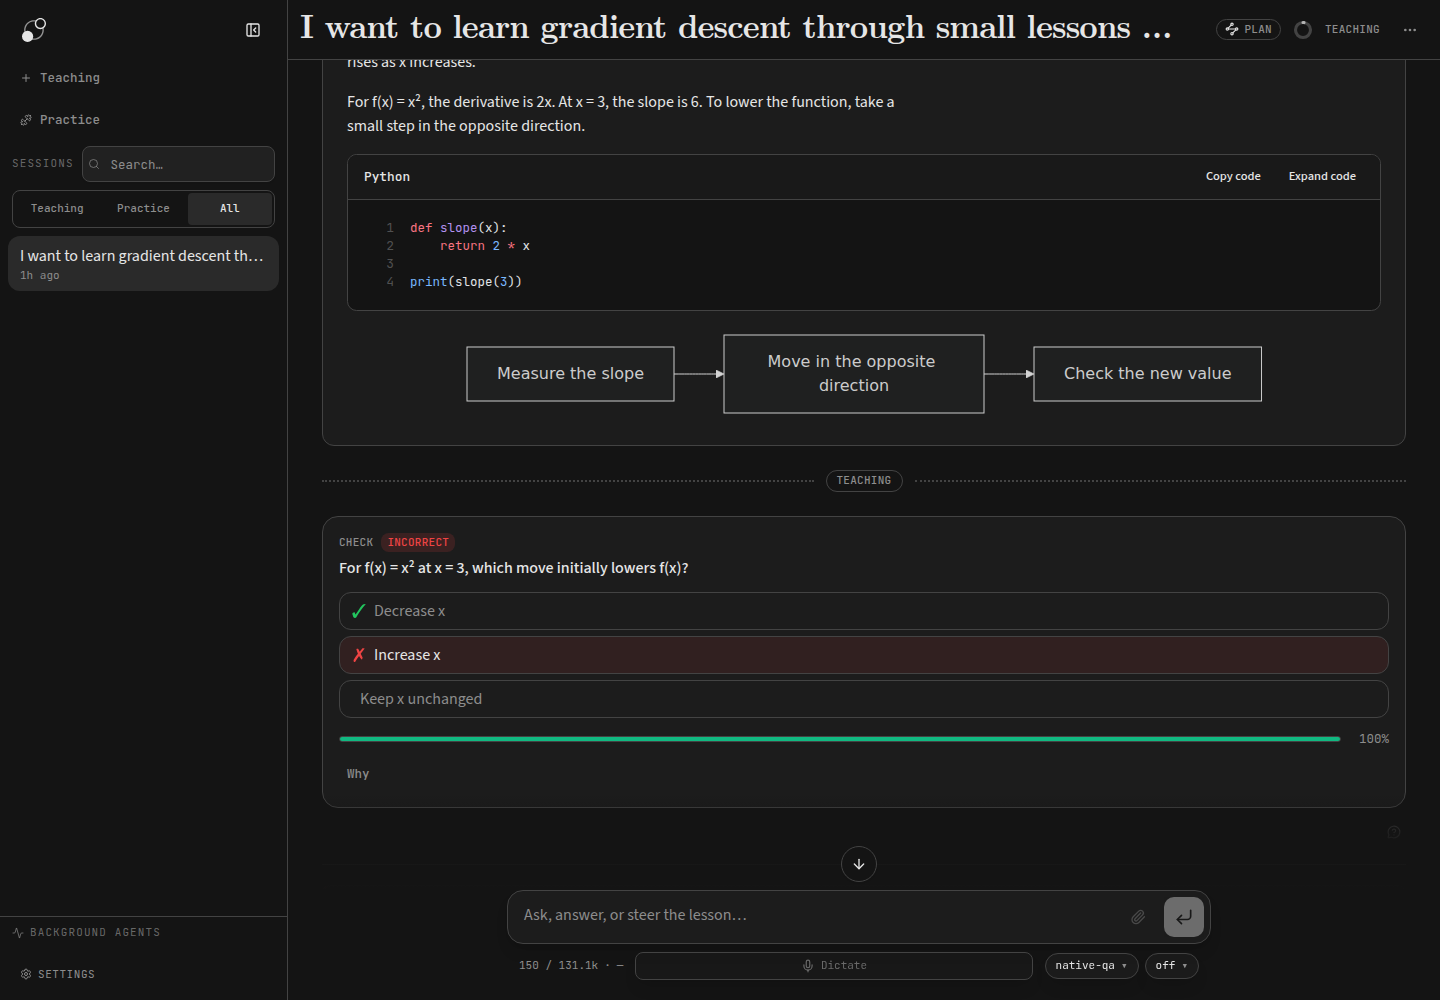 I want to learn gradient descent through small lessons …
PLAN
TEACHING
Teaching
Practice
SESSIONS
Search…
Teaching
Practice
All
I want to learn gradient descent th…
1h ago
BACKGROUND AGENTS
SETTINGS
rises as x increases.
For f(x) = x², the derivative is 2x. At x = 3, the slope is 6. To lower the function, take a
small step in the opposite direction.
Python
Copy code
Expand code
1 def slope(x):
2     return 2 * x
3
4 print(slope(3))
Measure the slope
Move in the opposite
direction
Check the new value
TEACHING
CHECK INCORRECT
For f(x) = x² at x = 3, which move initially lowers f(x)?
✓ Decrease x
✗ Increase x
Keep x unchanged
100%
Why
Ask, answer, or steer the lesson…
150 / 131.1k · —
Dictate
native-qa ▾
off ▾